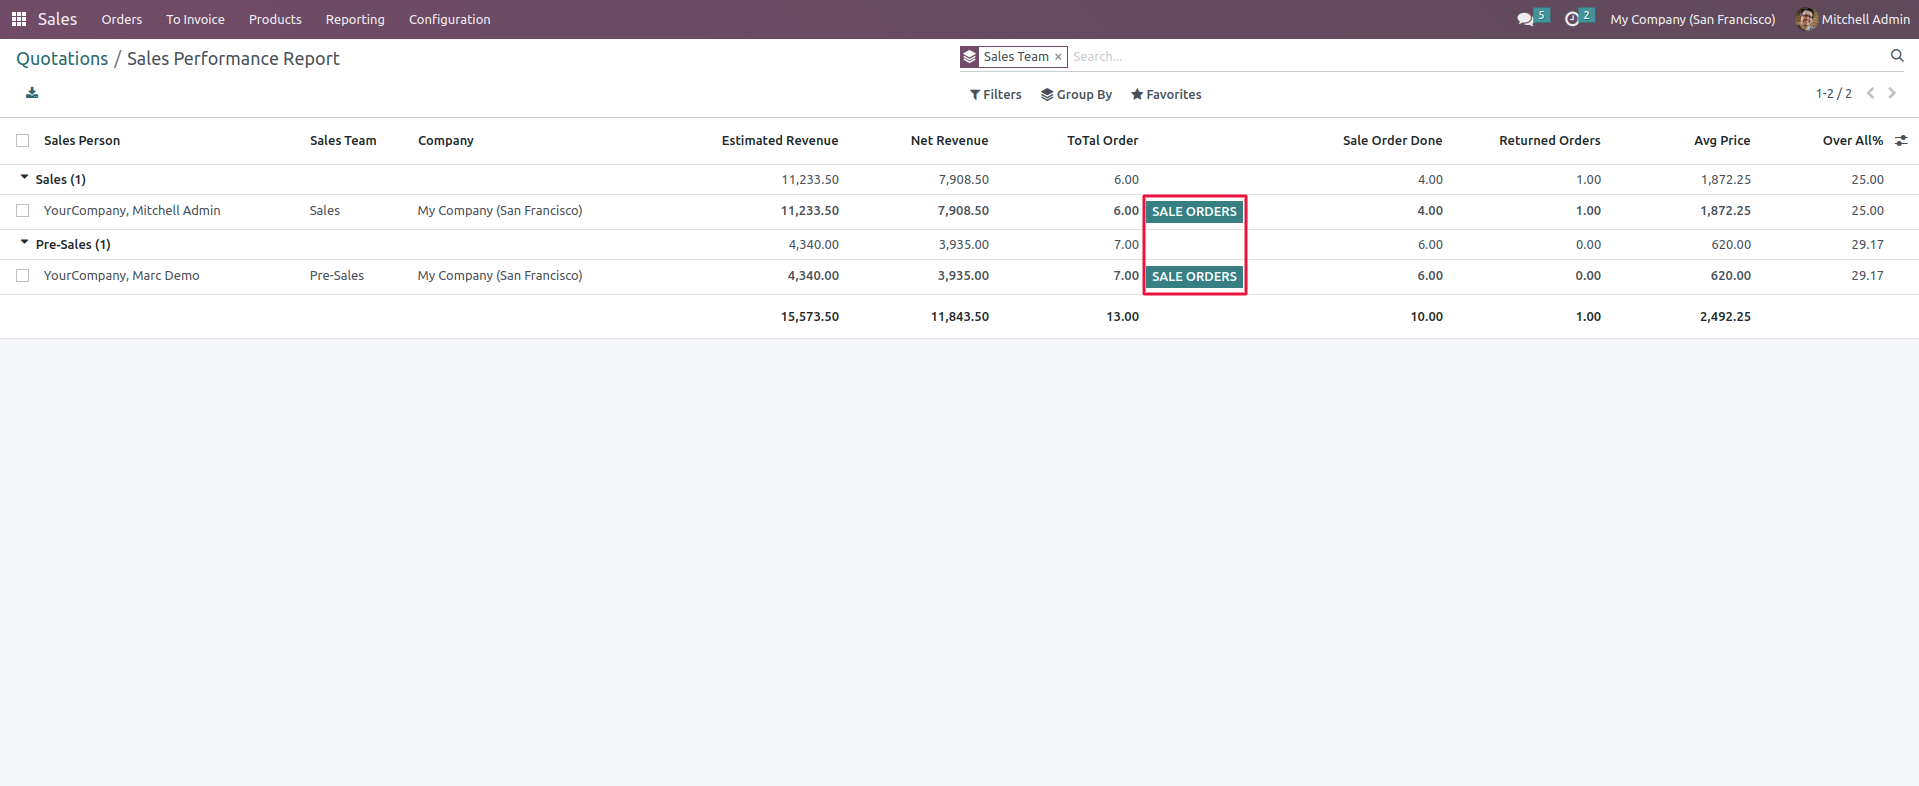 Sales Orders To Invoice Products Reporting Configuration 5 2 My Company (San Francisco) Mitchell Admin
Quotations / Sales Performance Report Sales Team × Search...
Filters Group By Favorites 1-2 / 2
Sales Person Sales Team Company Estimated Revenue Net Revenue ToTal Order Sale Order Done Returned Orders Avg Price Over All%
Sales (1) 11,233.50 7,908.50 6.00 4.00 1.00 1,872.25 25.00
YourCompany, Mitchell Admin Sales My Company (San Francisco) 11,233.50 7,908.50 6.00 SALE ORDERS 4.00 1.00 1,872.25 25.00
Pre-Sales (1) 4,340.00 3,935.00 7.00 6.00 0.00 620.00 29.17
YourCompany, Marc Demo Pre-Sales My Company (San Francisco) 4,340.00 3,935.00 7.00 SALE ORDERS 6.00 0.00 620.00 29.17
15,573.50 11,843.50 13.00 10.00 1.00 2,492.25